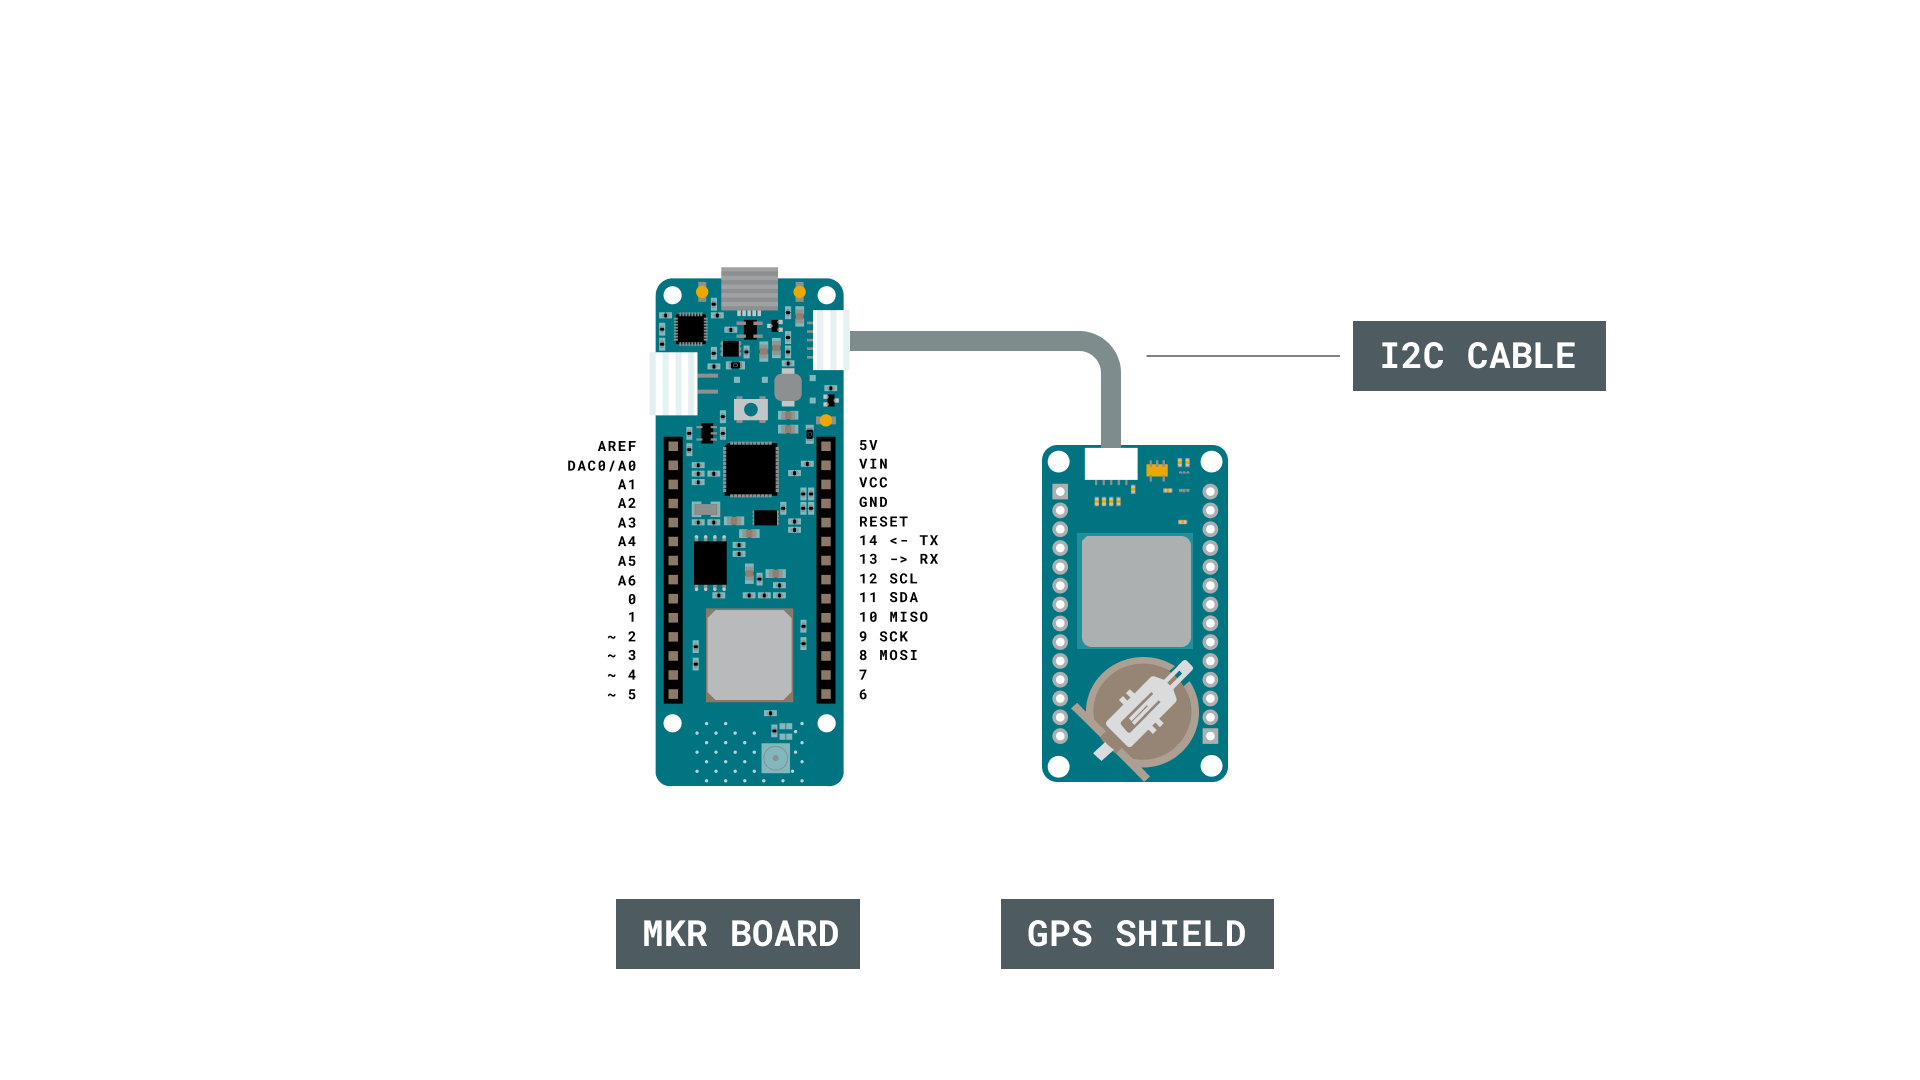 I2C CABLE
AREF
DAC0/A0
A1
A2
A3
A4
A5
A6
0
1
~ 2
~ 3
~ 4
~ 5
5V
VIN
VCC
GND
RESET
14 <- TX
13 -> RX
12 SCL
11 SDA
10 MISO
9 SCK
8 MOSI
7
6
MKR BOARD
GPS SHIELD